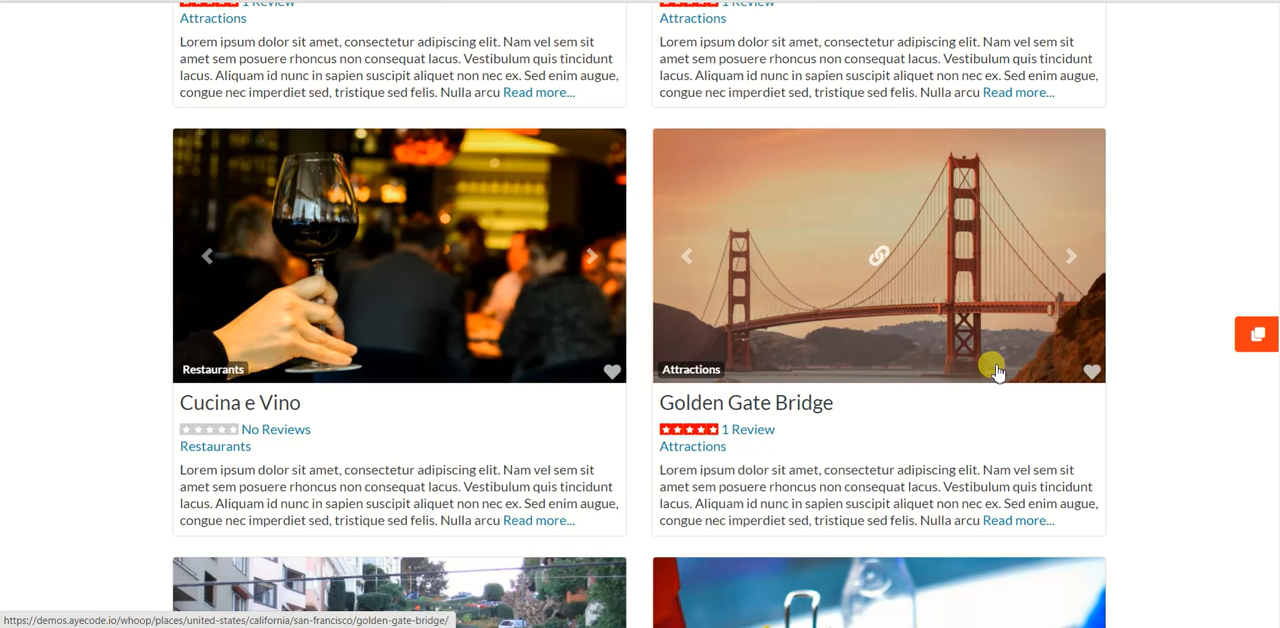 1 Review
Attractions
Lorem ipsum dolor sit amet, consectetur adipiscing elit. Nam vel sem sit
amet sem posuere rhoncus non consequat lacus. Vestibulum quis tincidunt
lacus. Aliquam id nunc in sapien suscipit aliquet non nec ex. Sed enim augue,
congue nec imperdiet sed, tristique sed felis. Nulla arcu Read more...
1 Review
Attractions
Lorem ipsum dolor sit amet, consectetur adipiscing elit. Nam vel sem sit
amet sem posuere rhoncus non consequat lacus. Vestibulum quis tincidunt
lacus. Aliquam id nunc in sapien suscipit aliquet non nec ex. Sed enim augue,
congue nec imperdiet sed, tristique sed felis. Nulla arcu Read more...
Restaurants
Cucina e Vino
No Reviews
Restaurants
Lorem ipsum dolor sit amet, consectetur adipiscing elit. Nam vel sem sit
amet sem posuere rhoncus non consequat lacus. Vestibulum quis tincidunt
lacus. Aliquam id nunc in sapien suscipit aliquet non nec ex. Sed enim augue,
congue nec imperdiet sed, tristique sed felis. Nulla arcu Read more...
Attractions
Golden Gate Bridge
1 Review
Attractions
Lorem ipsum dolor sit amet, consectetur adipiscing elit. Nam vel sem sit
amet sem posuere rhoncus non consequat lacus. Vestibulum quis tincidunt
lacus. Aliquam id nunc in sapien suscipit aliquet non nec ex. Sed enim augue,
congue nec imperdiet sed, tristique sed felis. Nulla arcu Read more...
https://demos.ayecode.io/whoop/places/united-states/california/san-francisco/golden-gate-bridge/